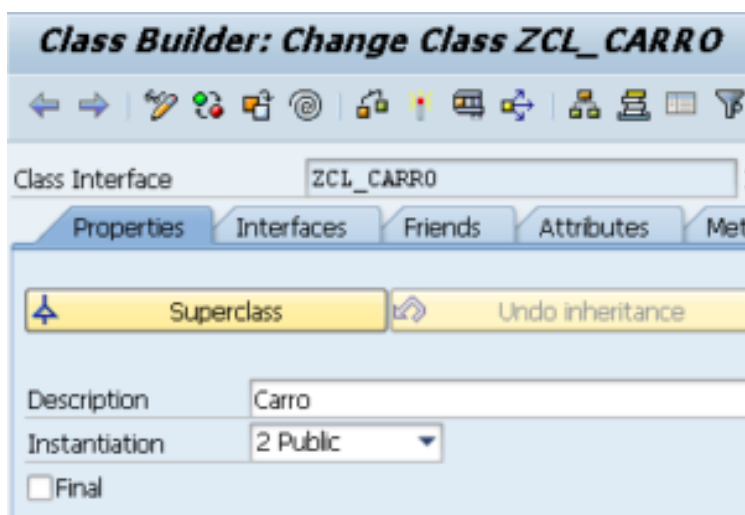 Class Builder: Change Class ZCL_CARRO
Class Interface ZCL_CARRO
Properties Interfaces Friends Attributes Met
Superclass Undo inheritance
Description Carro
Instantiation 2 Public
Final